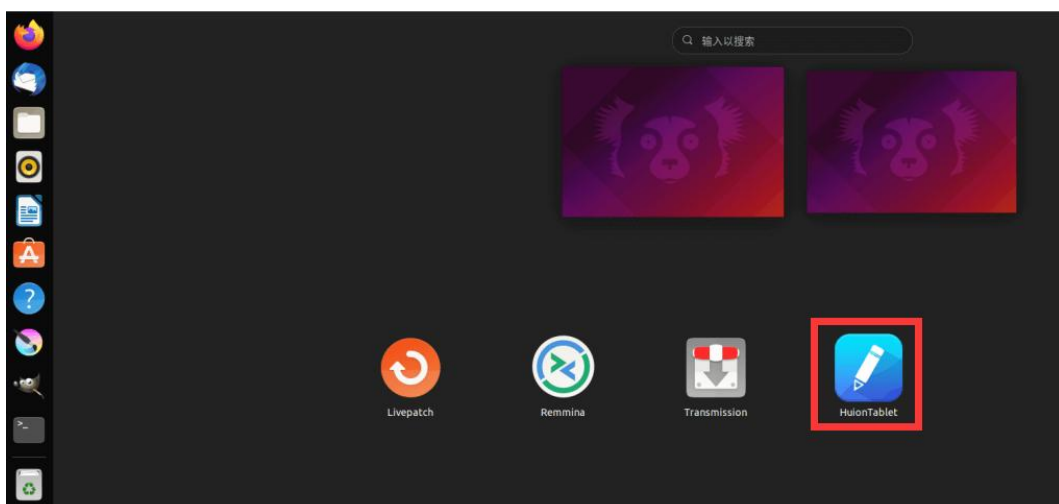 输入以搜索
Livepatch
Remmina
Transmission
HuionTablet